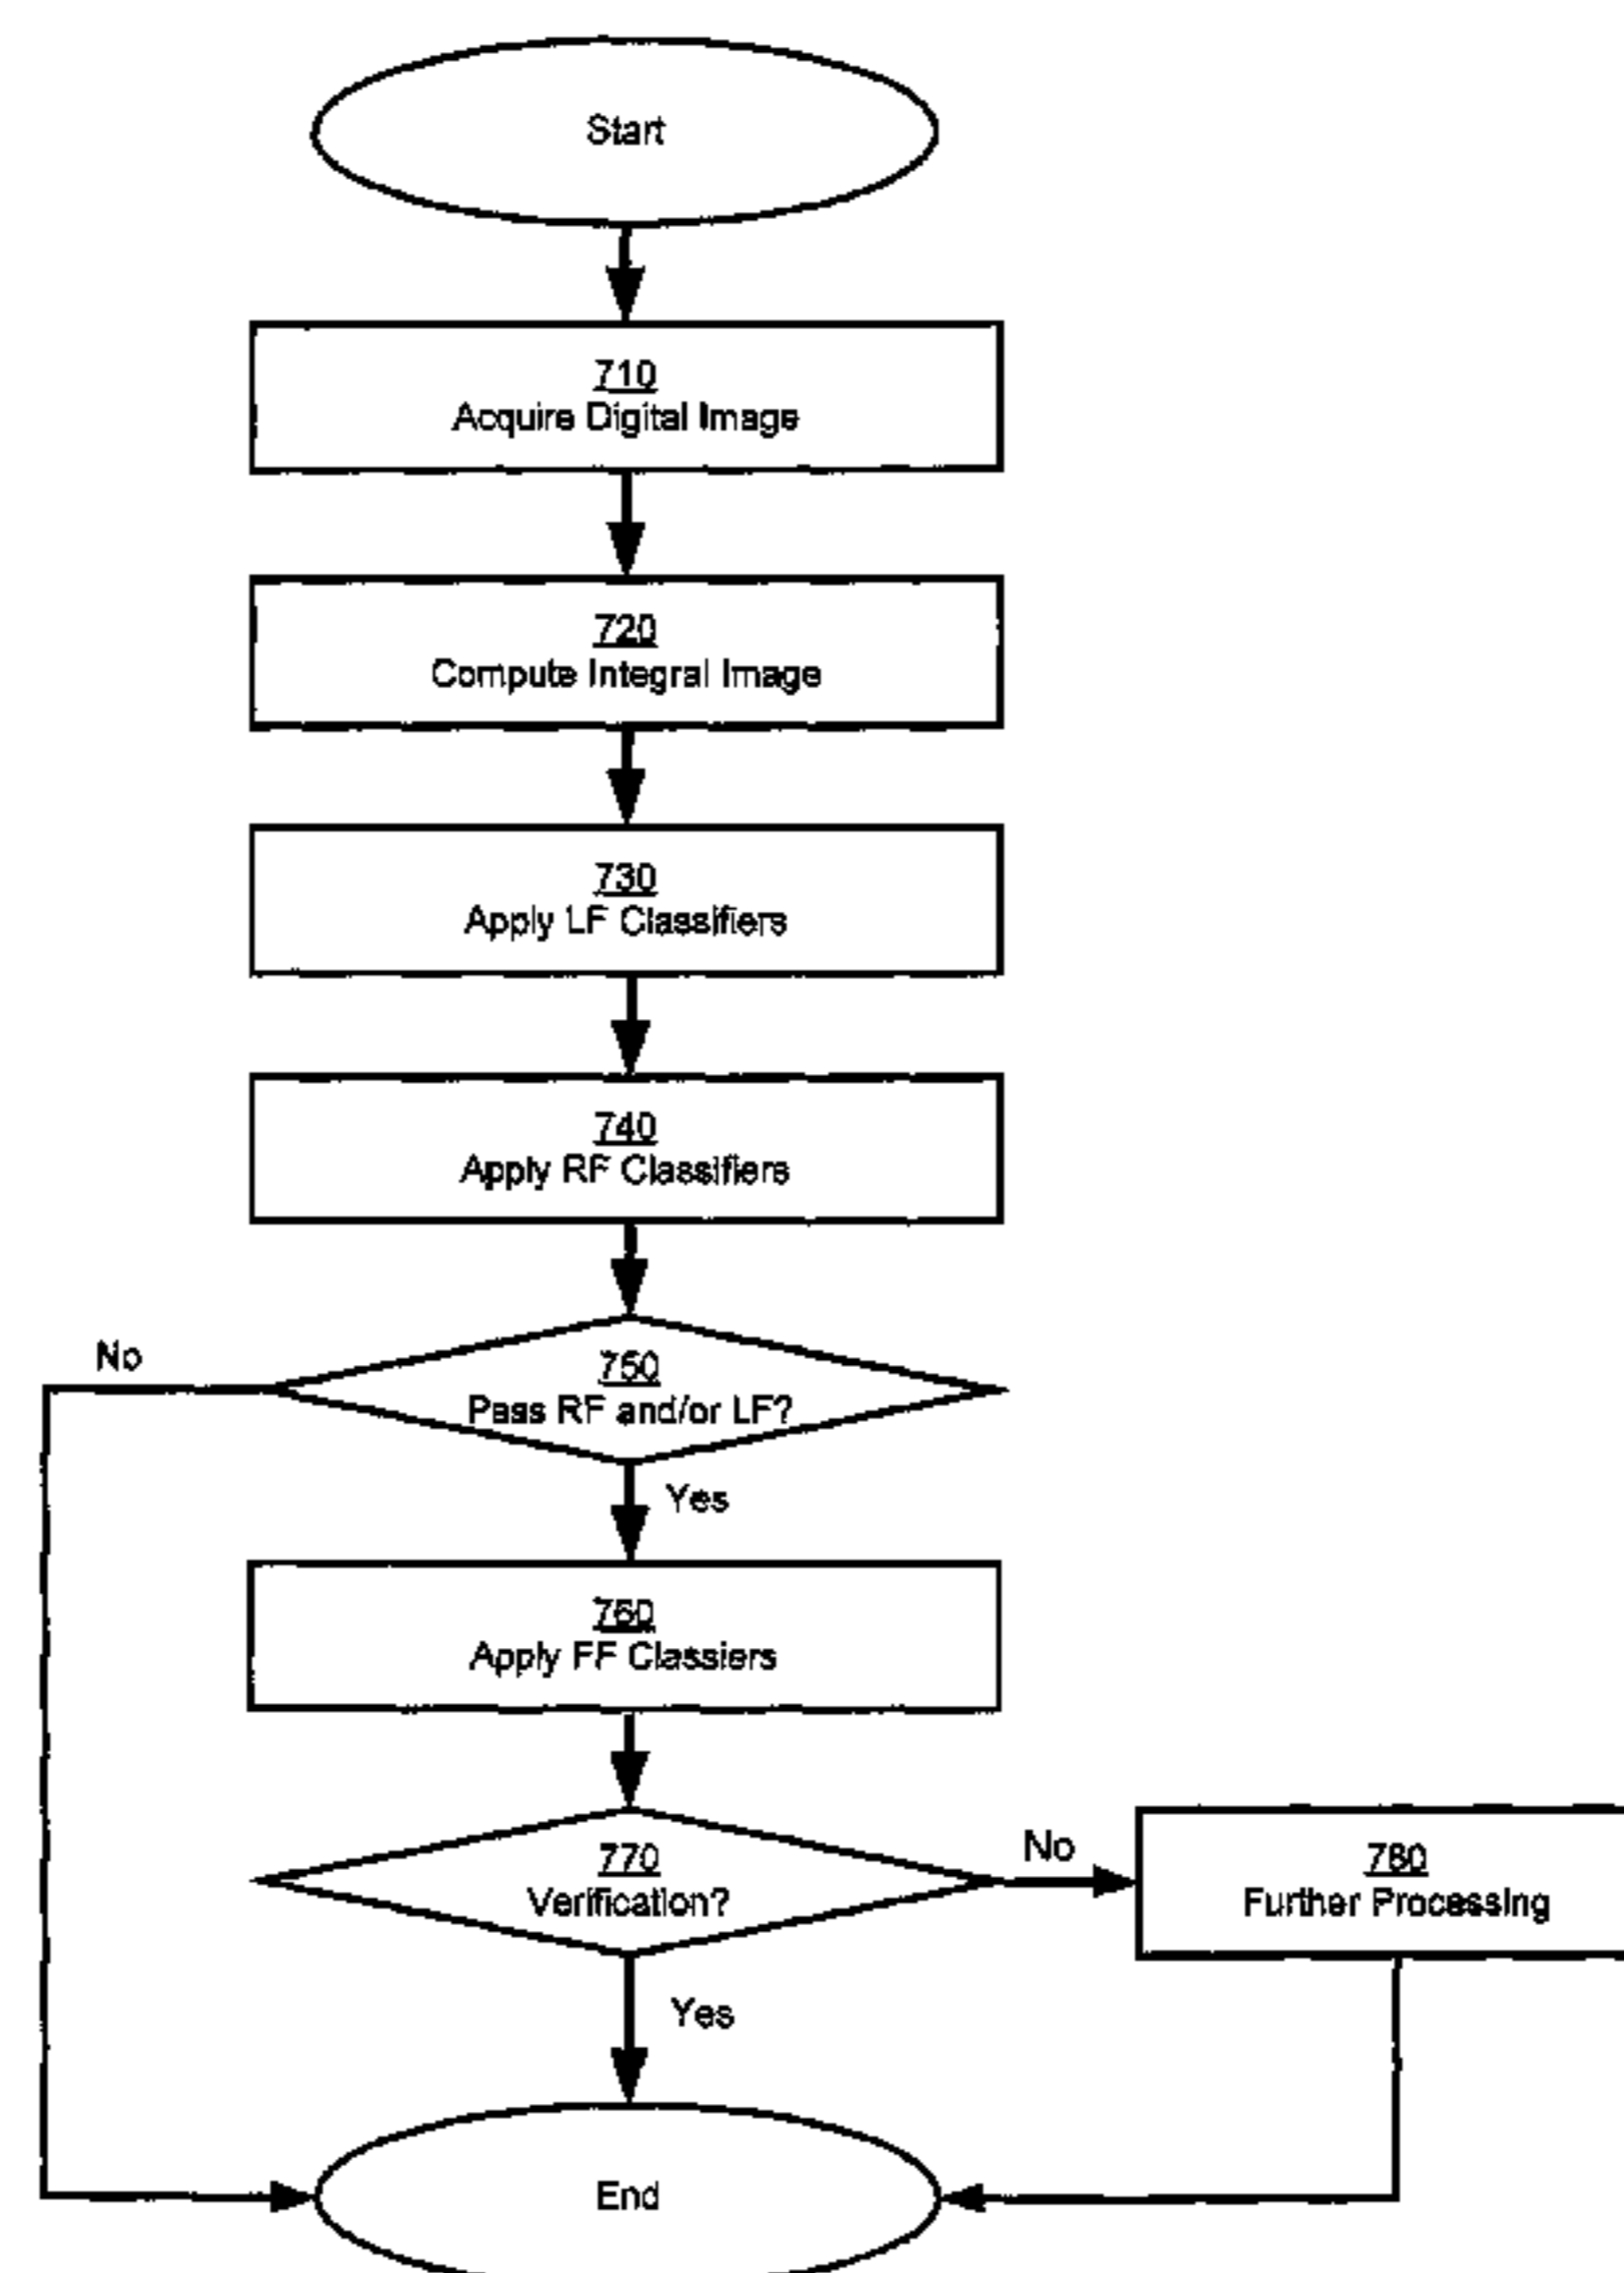 Start
710
Acquire Digital Image
720
Compute Integral Image
730
Apply LF Classifiers
740
Apply RF Classifiers
No
750
Pass RF and/or LF?
Yes
760
Apply FF Classiers
770
Verification?
No
780
Further Processing
Yes
End